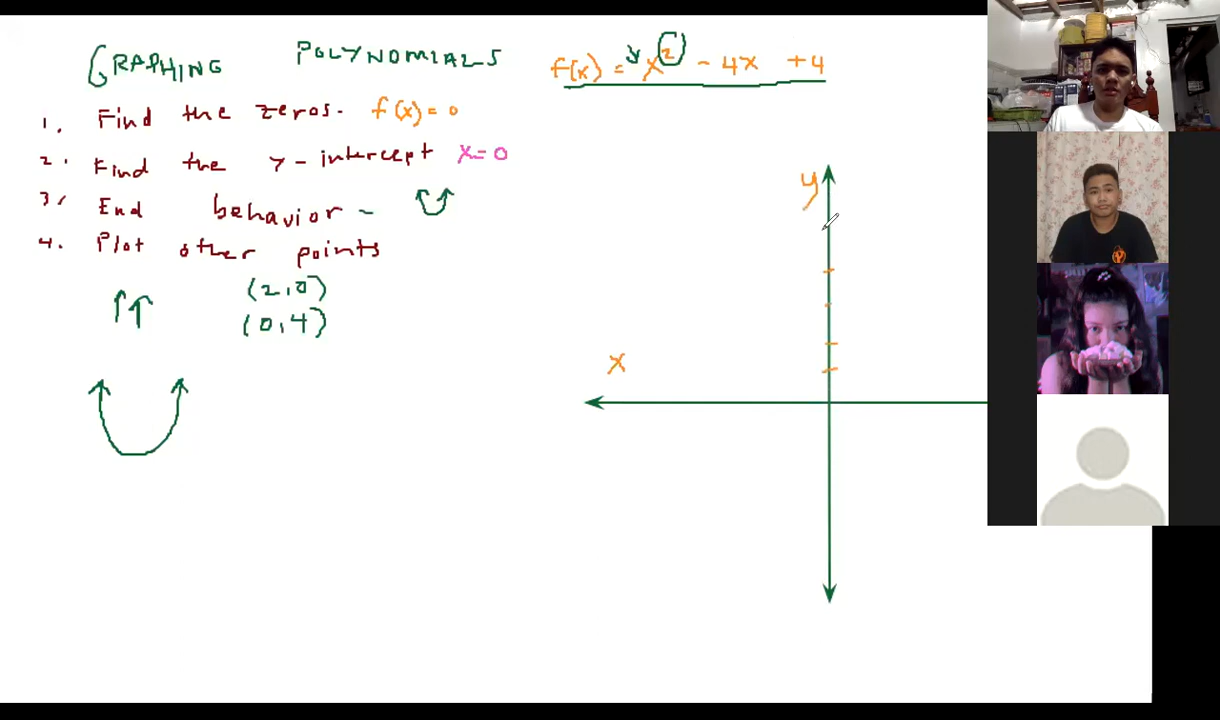 GRAPHING POLYNOMIALS
1. Find the zeros. f(x) = 0
2. Find the y-intercept x=0
3. End behavior -
4. Plot other points
(2,0)
(0,4)
f(x) = x² - 4x + 4
y
x